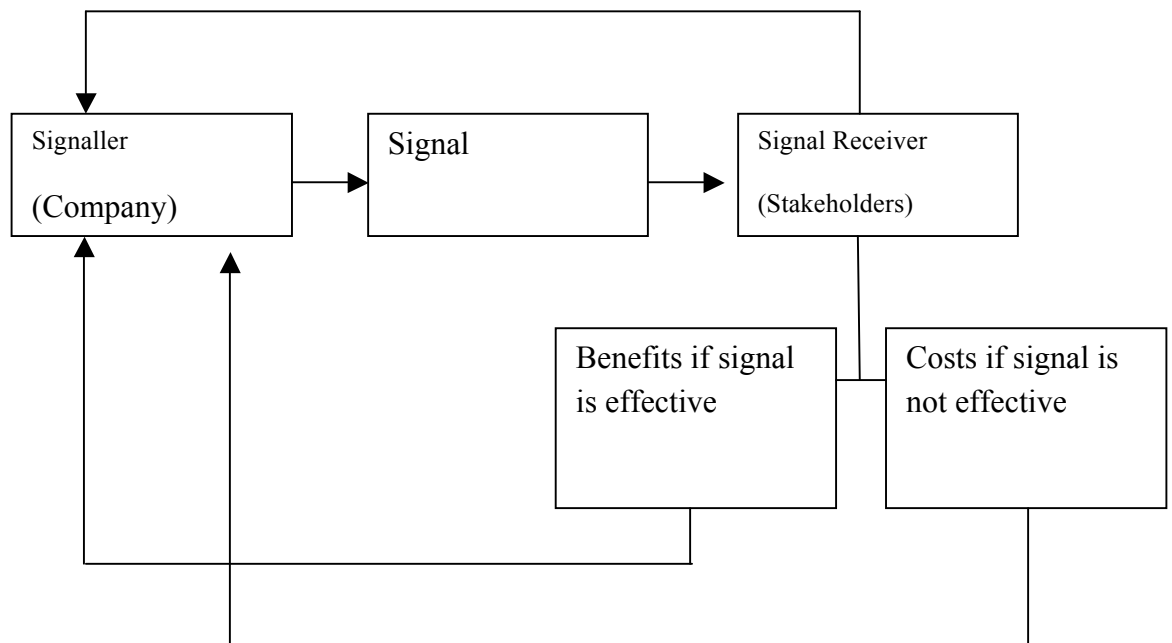 Signaller
(Company)
Signal
Signal Receiver
(Stakeholders)
Benefits if signal
is effective
Costs if signal is
not effective